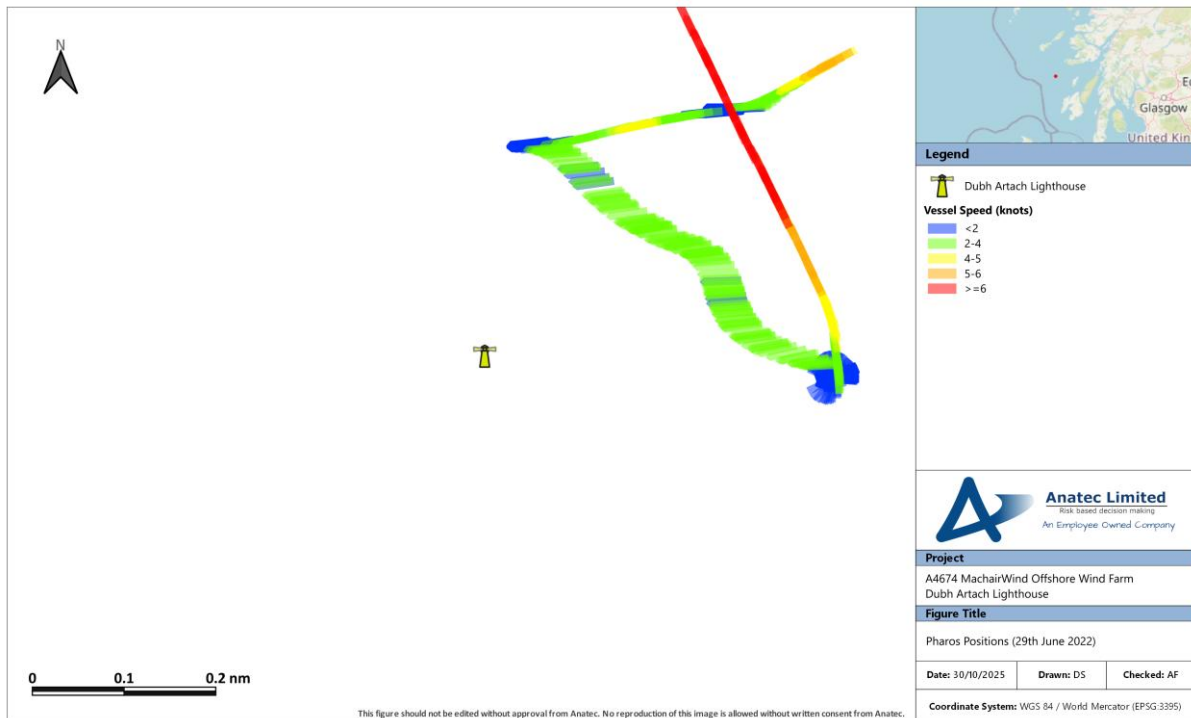 N
0 0.1 0.2 nm
This figure should not be edited without approval from Anatec. No reproduction of this image is allowed without written consent from Anatec.
Glasgow
Legend
Dubh Artach Lighthouse
Vessel Speed (knots)
<2
2-4
4-5
5-6
>=6
Anatec Limited
Risk based decision making
An Employee Owned Company
Project
A4674 MachairWind Offshore Wind Farm
Dubh Artach Lighthouse
Figure Title
Pharos Positions (29th June 2022)
Date: 30/10/2025 Drawn: DS Checked: AF
Coordinate System: WGS 84 / World Mercator (EPSG:3395)